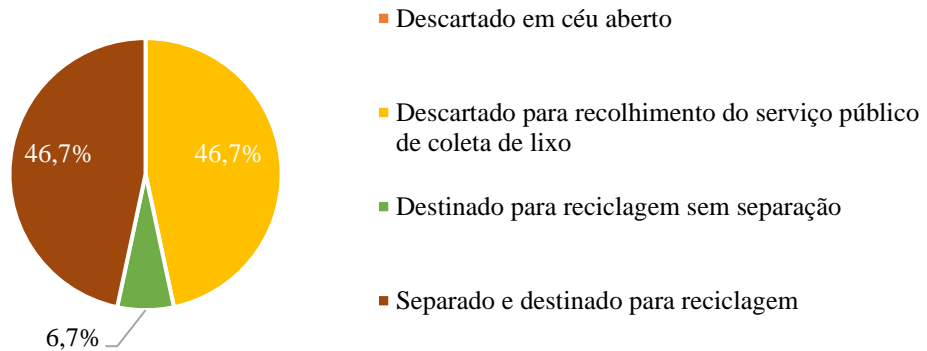 Descartado em céu aberto
Descartado para recolhimento do serviço público
de coleta de lixo
Destinado para reciclagem sem separação
Separado e destinado para reciclagem
46,7%
46,7%
6,7%